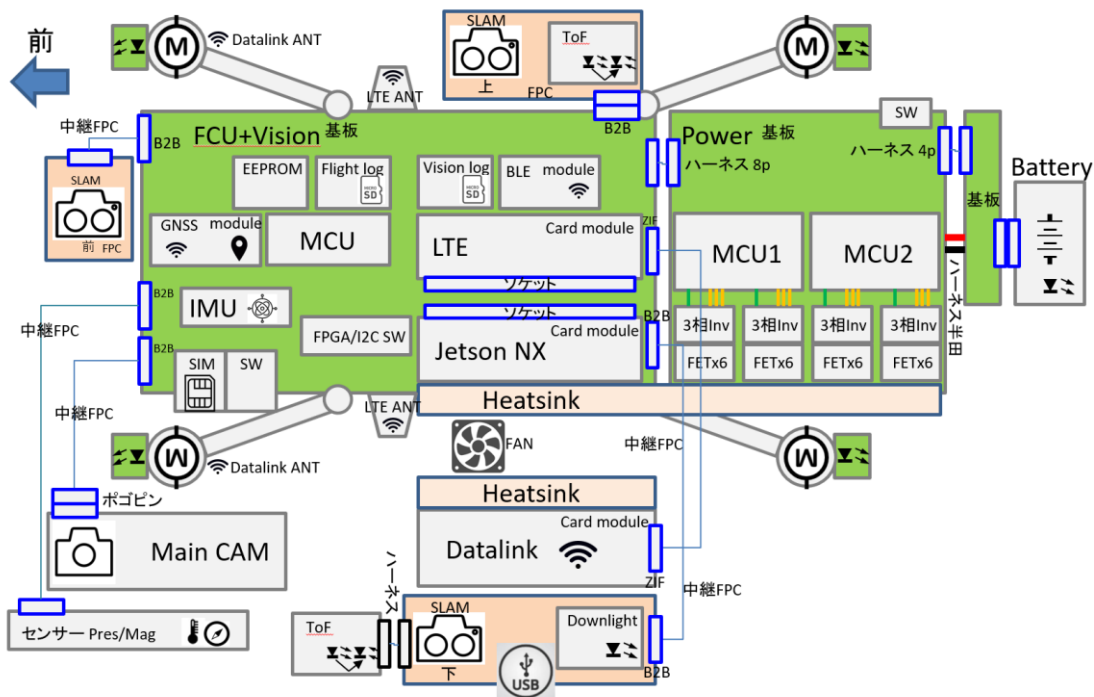 前
M
Datalink ANT
LTE ANT
SLAM
上
ToF
FPC
B2B
M
中継FPC
B2B
SLAM
前 FPC
FCU+Vision 基板
EEPROM
Flight log
MICRO
SD
Vision log
MICRO
SD
BLE module
GNSS module
MCU
LTE
Card module
ZIF
ソケット
ソケット
IMU
FPGA/I2C SW
Jetson NX
Card module
B2B
SIM
SW
B2B
B2B
中継FPC
中継FPC
Power 基板
ハーネス 8p
SW
ハーネス 4p
基板
Battery
MCU1
MCU2
3相Inv
3相Inv
3相Inv
3相Inv
FETx6
FETx6
FETx6
FETx6
ハーネス半田
Heatsink
LTE ANT
M
Datalink ANT
FAN
中継FPC
M
ポゴピン
Main CAM
Heatsink
Datalink
Card module
ZIF
中継FPC
センサー Pres/Mag
ToF
ハーネス
SLAM
下
USB
Downlight
B2B